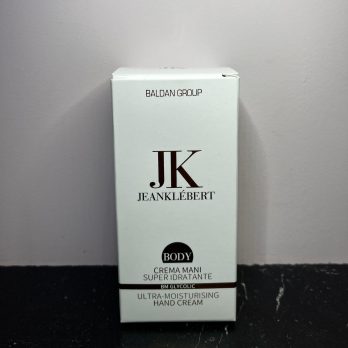 BALDAN GROUP
JK
JEANKLÉBERT
BODY
CREMA MANI
SUPER IDRATANTE
BM GLYCOLIC
ULTRA-MOISTURISING
HAND CREAM